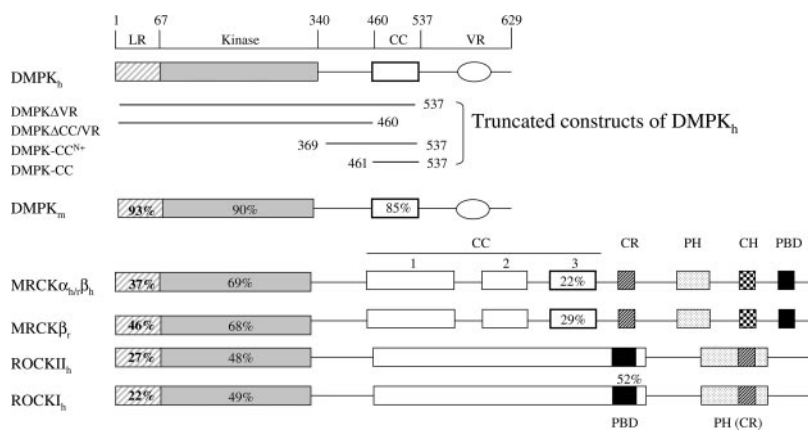 1 67 340 460 537 629
LR Kinase CC VR
DMPKh
DMPKΔVR 537
DMPKΔCC/VR 460
Truncated constructs of DMPKh
DMPK-CCN+ 369 537
DMPK-CC 461 537
DMPKm 93% 90% 85%
CC CR PH CH PBD
1 2 3
MRCKαh/rβh 37% 69% 22%
MRCKβr 46% 68% 29%
ROCKIIh 27% 48%
52%
ROCKIh 22% 49%
PBD PH (CR)